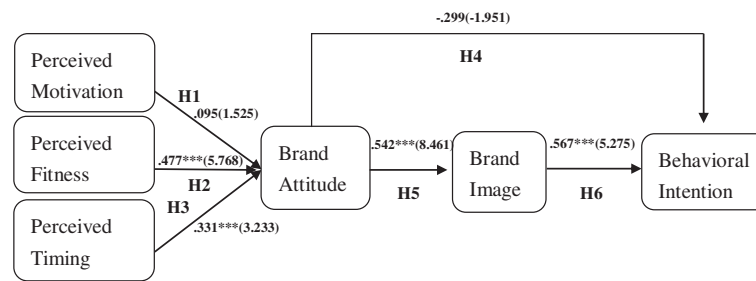 -.299(-1.951)
H4
Perceived
Motivation
H1
.095(1.525)
Perceived
Fitness
.477***(5.768)
H2
Brand
Attitude
.542***(8.461)
H5
Brand
Image
.567***(5.275)
H6
Behavioral
Intention
H3
.331***(3.233)
Perceived
Timing